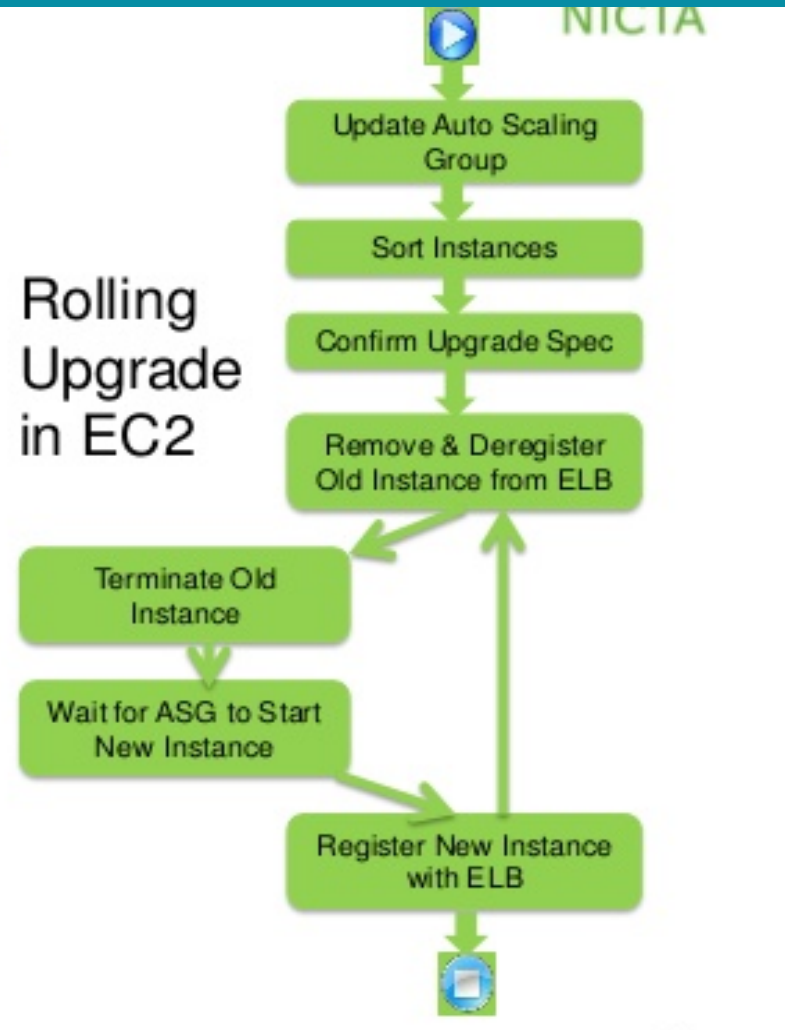 NICTA
Update Auto Scaling
Group
Sort Instances
Rolling
Upgrade
in EC2
Confirm Upgrade Spec
Remove & Deregister
Old Instance from ELB
Terminate Old
Instance
Wait for ASG to Start
New Instance
Register New Instance
with ELB